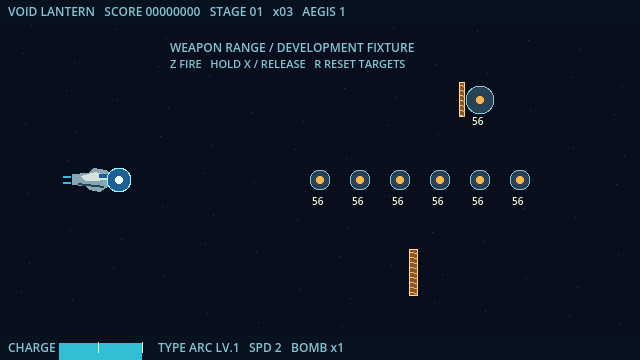 VOID LANTERN SCORE 00000000 STAGE 01 x03 AEGIS 1
WEAPON RANGE / DEVELOPMENT FIXTURE
Z FIRE HOLD X / RELEASE R RESET TARGETS
56
56 56 56 56 56 56
CHARGE TYPE ARC LV.1 SPD 2 BOMB x1